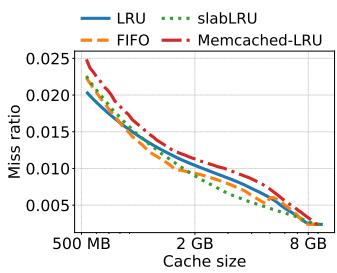 LRU slabLRU
FIFO Memcached-LRU
0.025
0.020
0.015
0.010
0.005
Miss ratio
500 MB 2 GB 8 GB
Cache size